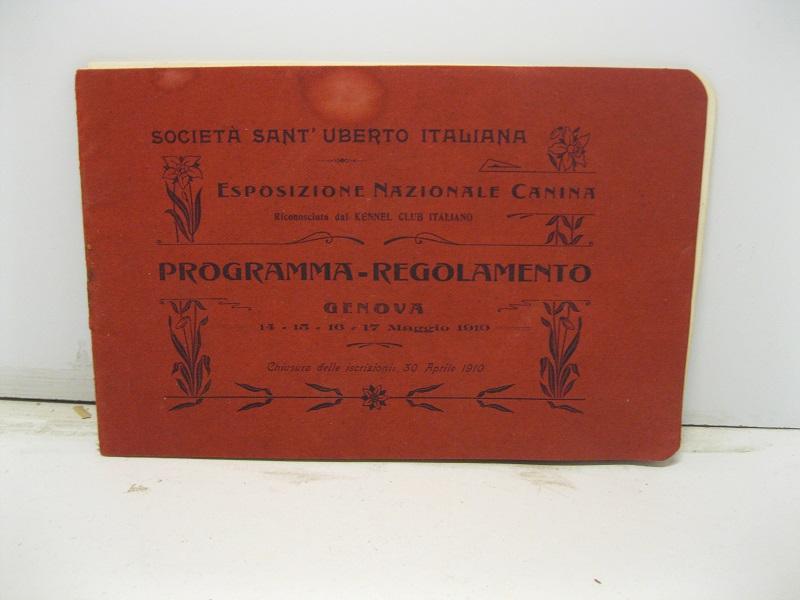 SOCIETÀ SANT' UBERTO ITALIANA
ESPOSIZIONE NAZIONALE CANINA
Riconosciuta dal KENNEL CLUB ITALIANO
PROGRAMMA-REGOLAMENTO
GENOVA
14 - 15 - 16 - 17 Maggio 1910
Chiusura delle iscrizioni: 30 Aprile 1910